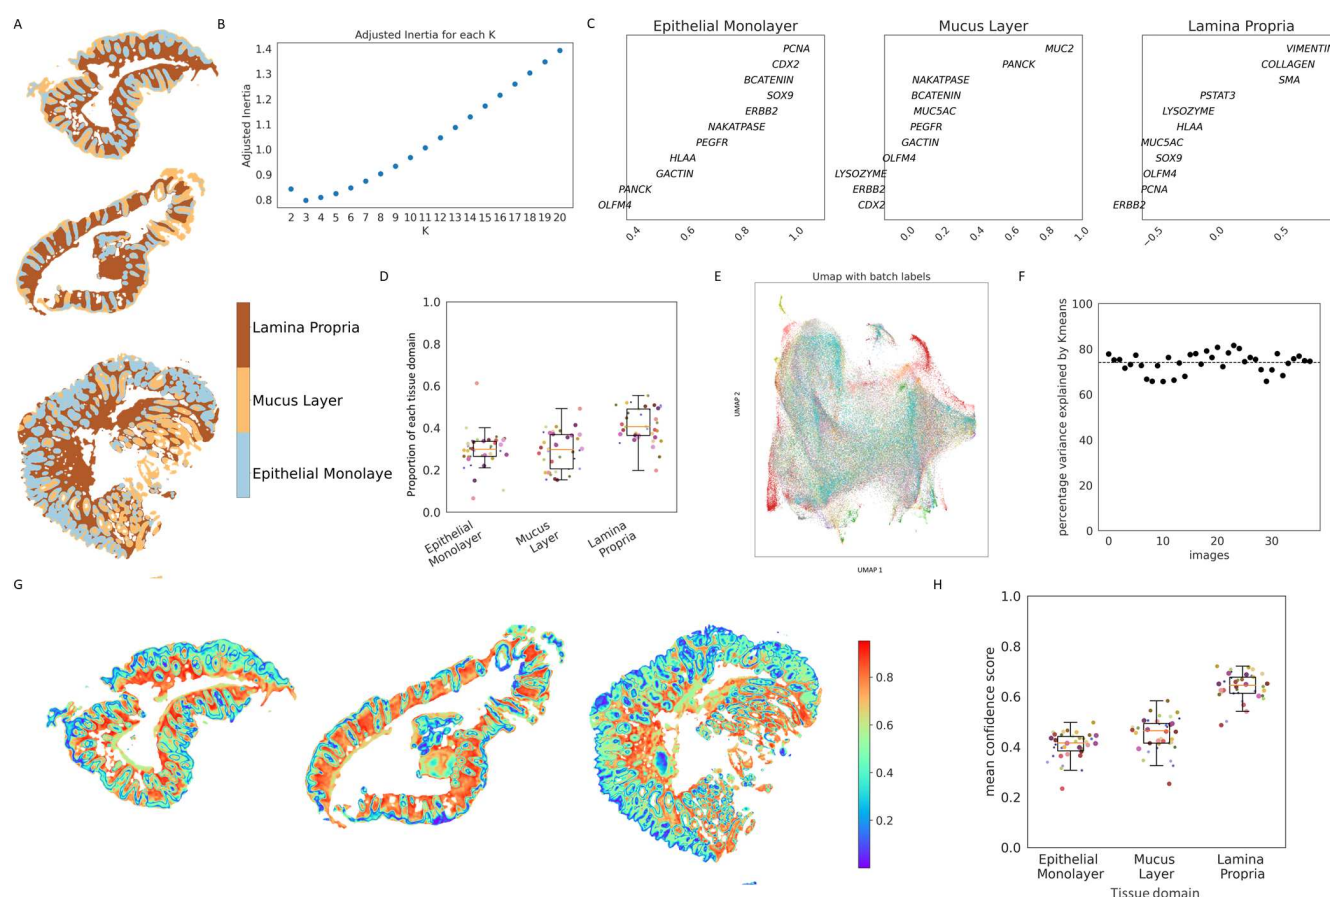 A
Lamina Propria
Mucus Layer
Epithelial Monolaye
B
Adjusted Inertia for each K
Adjusted Inertia
1.4
1.3
1.2
1.1
1.0
0.9
0.8
2 3 4 5 6 7 8 9 10 11 12 13 14 15 16 17 18 19 20
K
C
Epithelial Monolayer
PCNA
CDX2
BCATENIN
SOX9
ERBB2
NAKATPASE
PEGFR
HLAA
GACTIN
PANCK
OLFM4
0.4 0.6 0.8 1.0
Mucus Layer
MUC2
PANCK
NAKATPASE
BCATENIN
MUC5AC
PEGFR
GACTIN
OLFM4
LYSOZYME
ERBB2
CDX2
0.0 0.2 0.4 0.6 0.8 1.0
Lamina Propria
VIMENTIN
COLLAGEN
SMA
PSTAT3
LYSOZYME
HLAA
MUC5AC
SOX9
OLFM4
PCNA
ERBB2
−0.5 0.0 0.5
D
Proportion of each tissue domain
1.0
0.8
0.6
0.4
0.2
0.0
Epithelial
Monolayer
Mucus
Layer
Lamina
Propria
E
Umap with batch labels
UMAP 2
UMAP 1
F
percentage variance explained by Kmeans
100
80
60
40
20
0
0 10 20 30
images
G
0.8
0.6
0.4
0.2
H
mean confidence score
1.0
0.8
0.6
0.4
0.2
0.0
Epithelial
Monolayer
Mucus
Layer
Lamina
Propria
Tissue domain